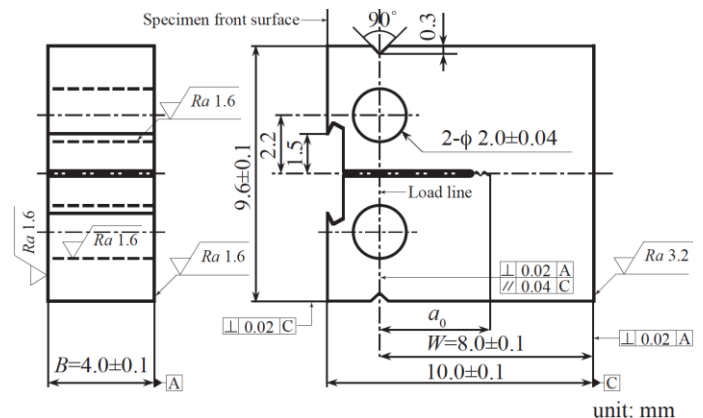 Specimen front surface
90°
0.3
Ra 1.6
2.2
1.5
2-ϕ 2.0±0.04
9.6±0.1
Load line
Ra 1.6
Ra 1.6
Ra 1.6
⊥ 0.02 A
// 0.04 C
Ra 3.2
⊥ 0.02 C
a₀
W=8.0±0.1
⊥ 0.02 A
B=4.0±0.1
A
10.0±0.1
C
unit: mm